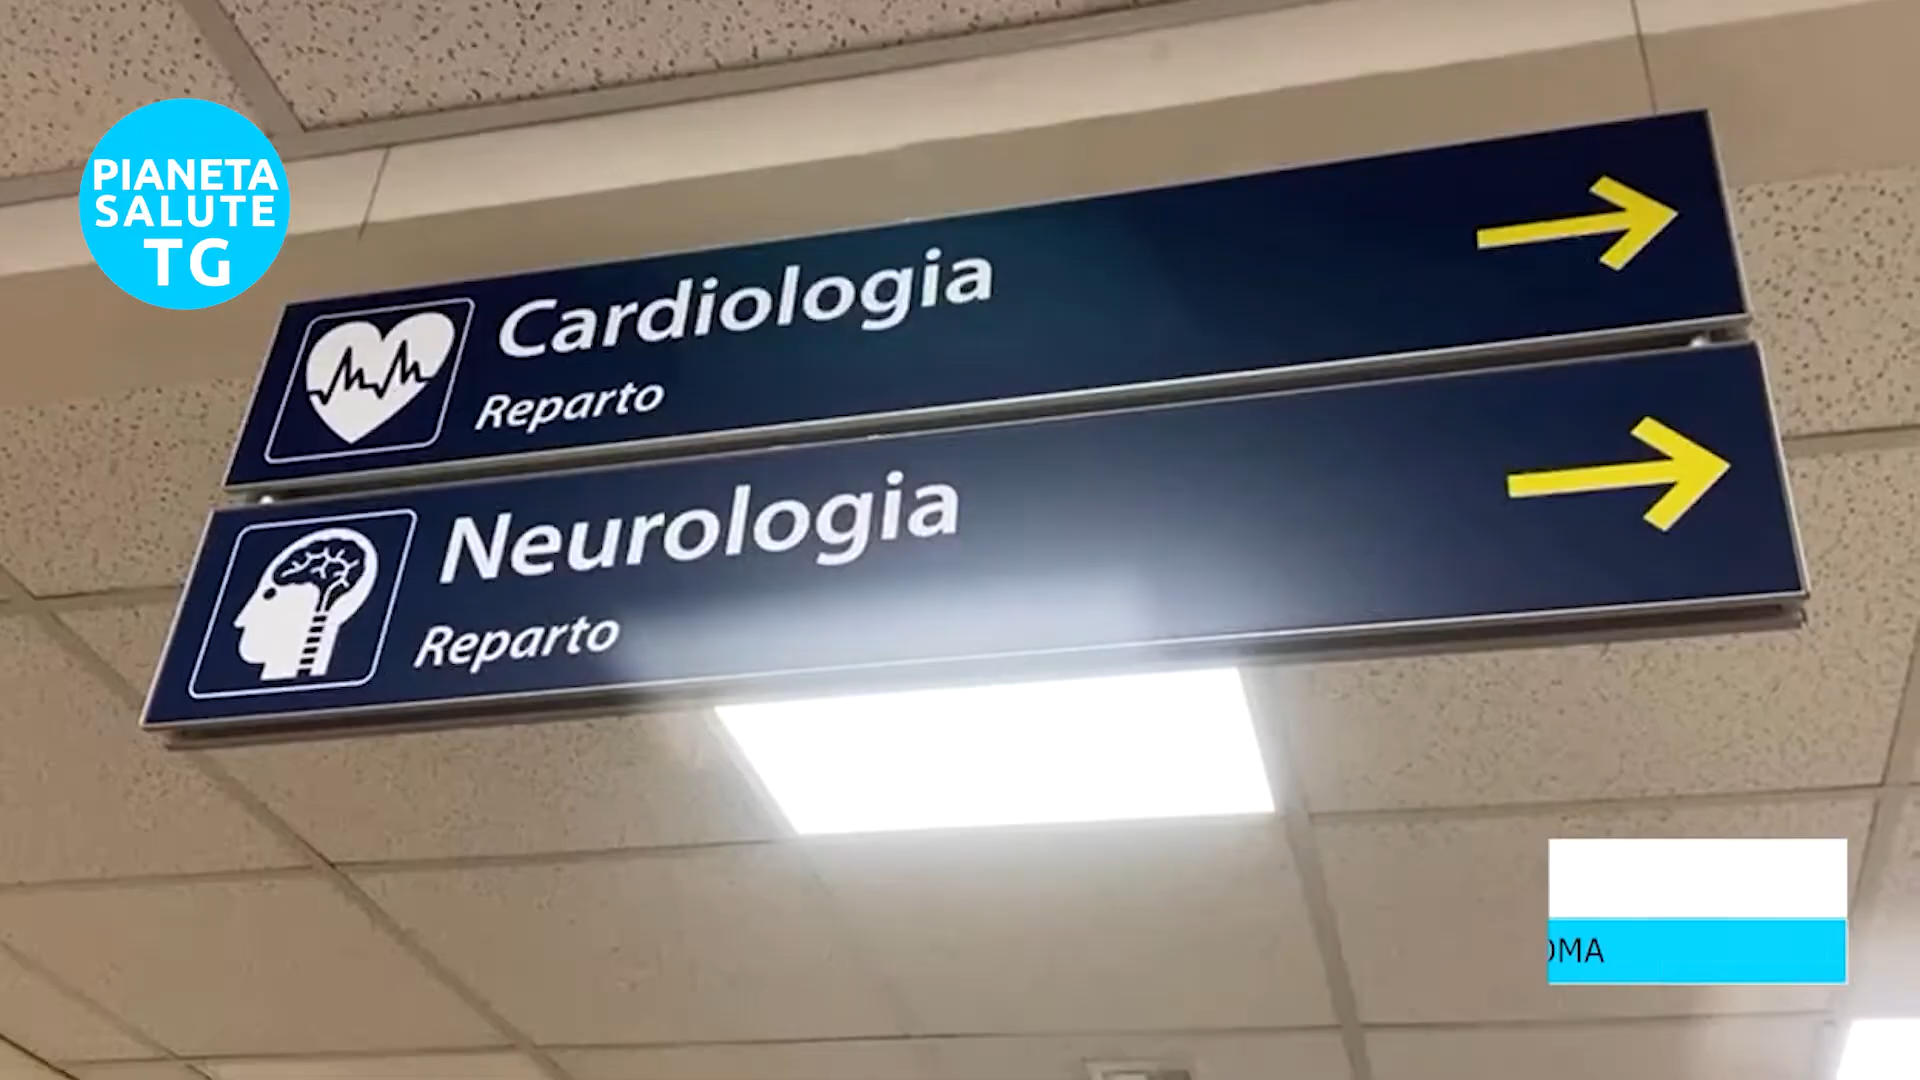 PIANETA
SALUTE
TG
Cardiologia
Reparto
Neurologia
Reparto